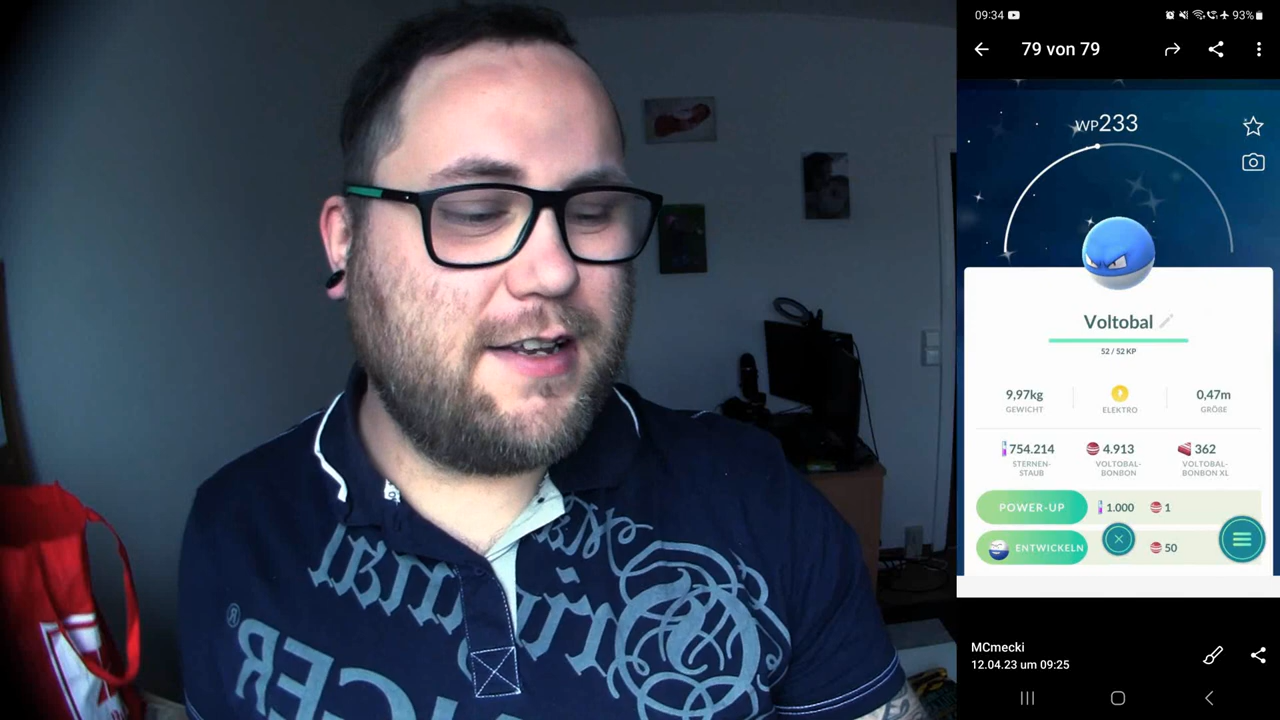 09:34
93%
79 von 79
WP233
Voltobal
52 / 52 KP
9,97kg
GEWICHT
ELEKTRO
0,47m
GRÖßE
754.214
STERNEN-
STAUB
4.913
VOLTOBAL-
BONBON
362
VOLTOBAL-
BONBON XL
POWER-UP
1.000
1
ENTWICKELN
50
MCmecki
12.04.23 um 09:25
®